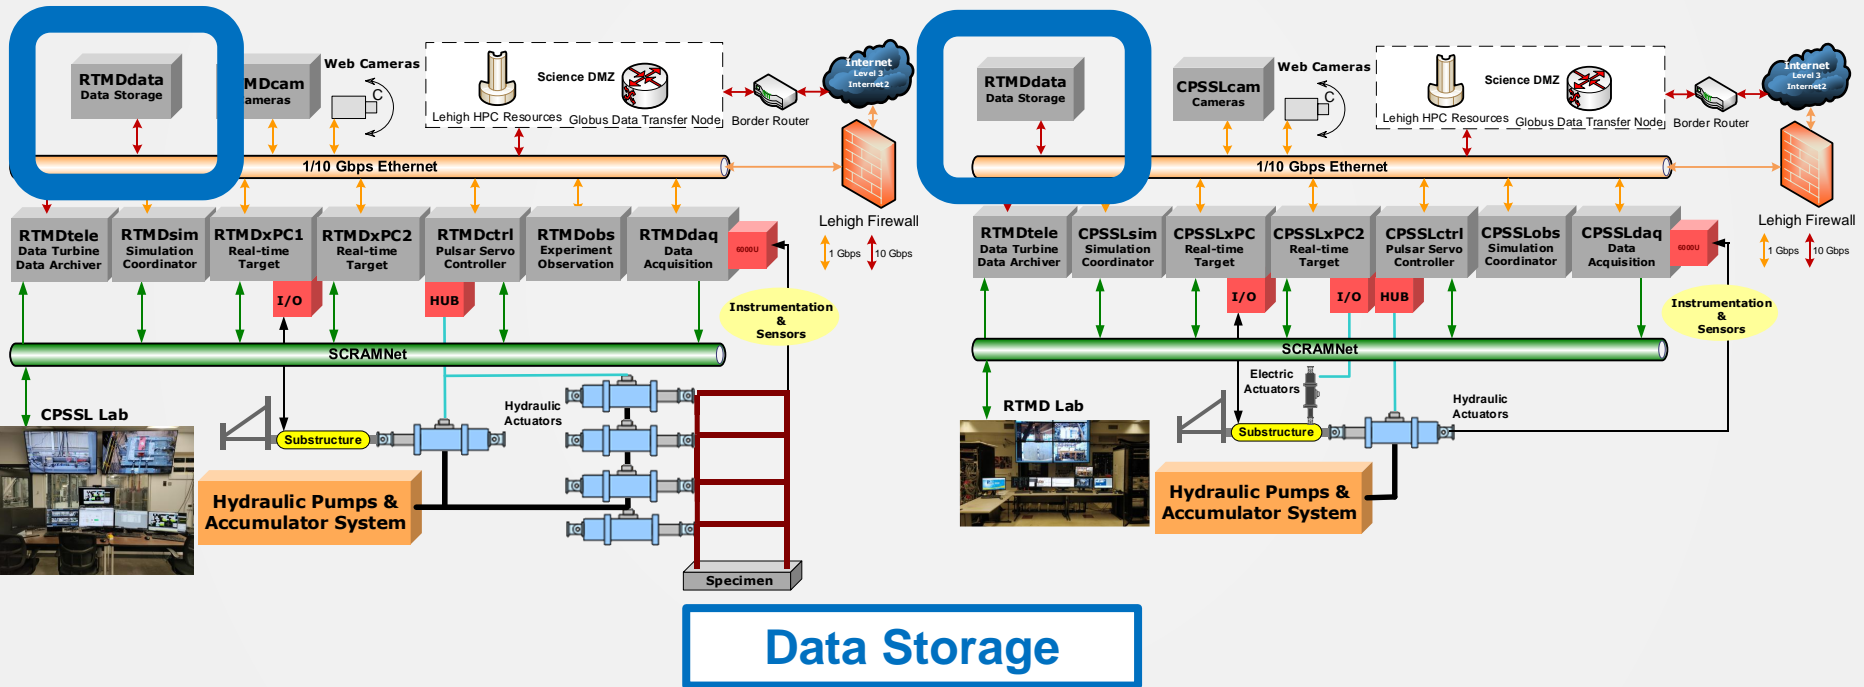 RTMDdata
Data Storage
MDcam
ameras
Web Cameras
C
Science DMZ
Lehigh HPC Resources
Globus Data Transfer Node
Border Router
Internet
Level 3
Internet2
1/10 Gbps Ethernet
Lehigh Firewall
1 Gbps
10 Gbps
RTMDtele
Data Turbine
Data Archiver
RTMDsim
Simulation
Coordinator
RTMDxPC1
Real-time
Target
RTMDxPC2
Real-time
Target
RTMDctrl
Pulsar Servo
Controller
RTMDobs
Experiment
Observation
RTMDdaq
Data
Acquisition
6000U
I/O
HUB
Instrumentation
&
Sensors
SCRAMNet
CPSSL Lab
Substructure
Hydraulic
Actuators
Hydraulic Pumps &
Accumulator System
Specimen
RTMDdata
Data Storage
CPSSLcam
Cameras
Web Cameras
C
Science DMZ
Lehigh HPC Resources
Globus Data Transfer Node
Border Router
Internet
Level 3
Internet2
1/10 Gbps Ethernet
Lehigh Firewall
1 Gbps
10 Gbps
RTMDtele
Data Turbine
Data Archiver
CPSSLsim
Simulation
Coordinator
CPSSLxPC
Real-time
Target
CPSSLxPC2
Real-time
Target
CPSSLctrl
Pulsar Servo
Controller
CPSSLobs
Simulation
Coordinator
CPSSLdaq
Data
Acquisition
6000U
I/O
I/O
HUB
Instrumentation
&
Sensors
SCRAMNet
RTMD Lab
Electric
Actuators
Substructure
Hydraulic
Actuators
Hydraulic Pumps &
Accumulator System
Data Storage